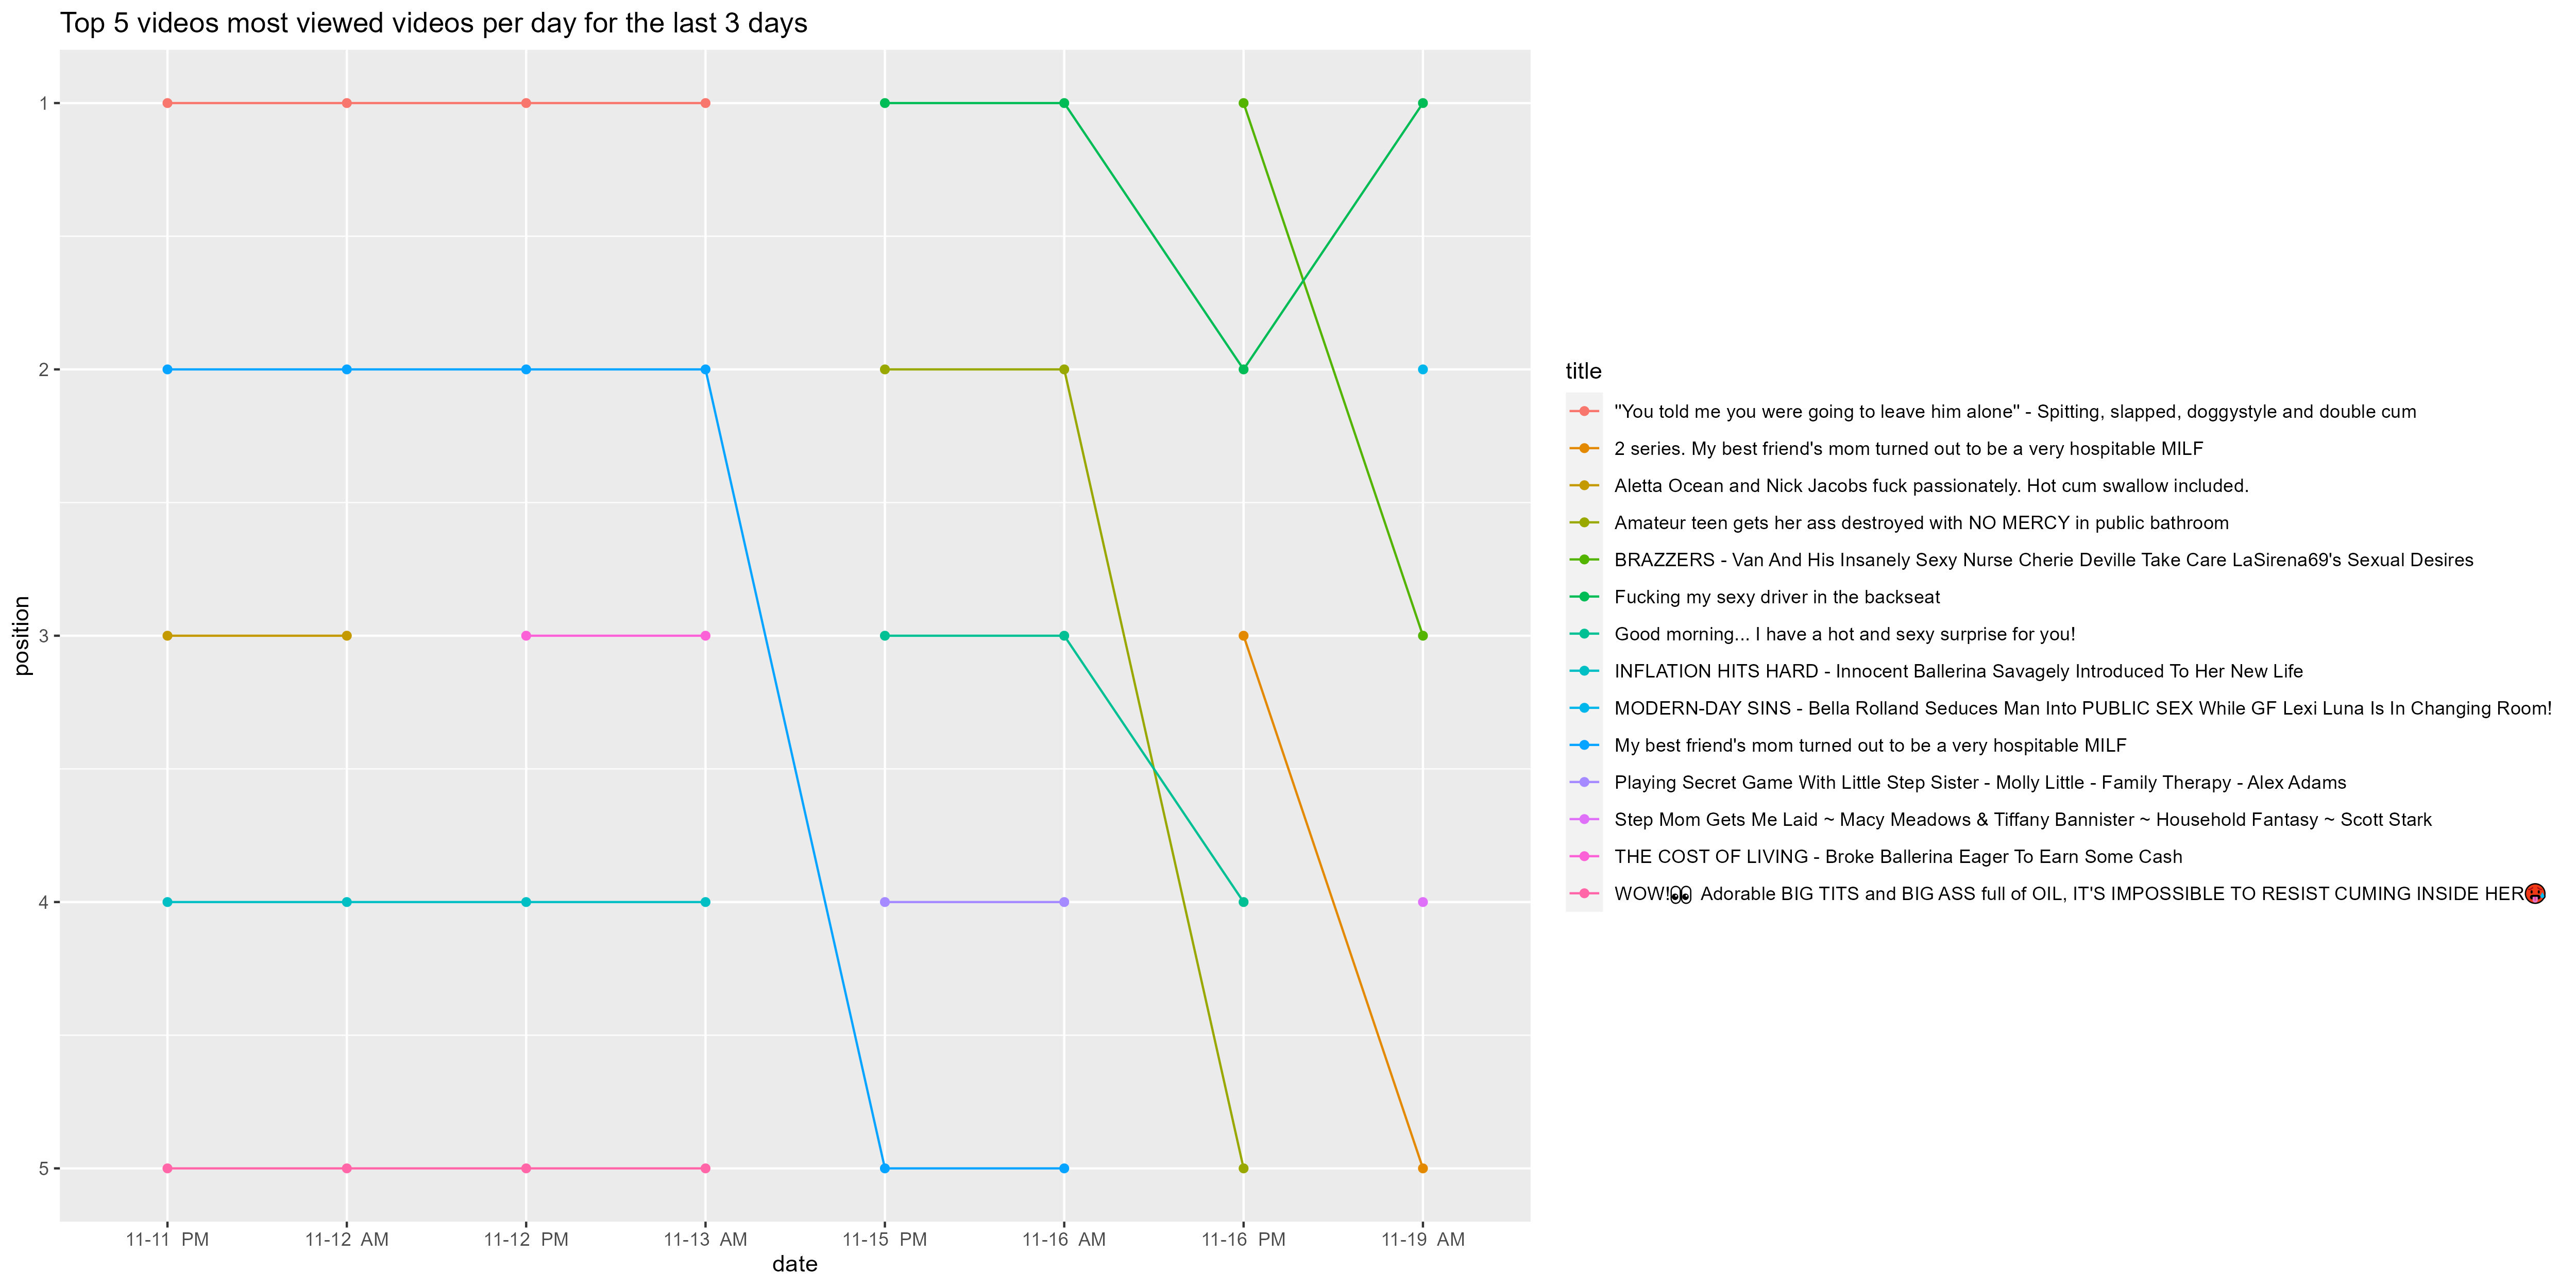 Top 5 videos most viewed videos per day for the last 3 days
position
1
2
3
4
5
11-11 PM
11-12 AM
11-12 PM
11-13 AM
11-15 PM
11-16 AM
11-16 PM
11-19 AM
date
title
"You told me you were going to leave him alone" - Spitting, slapped, doggystyle and double cum
2 series. My best friend's mom turned out to be a very hospitable MILF
Aletta Ocean and Nick Jacobs fuck passionately. Hot cum swallow included.
Amateur teen gets her ass destroyed with NO MERCY in public bathroom
BRAZZERS - Van And His Insanely Sexy Nurse Cherie Deville Take Care LaSirena69's Sexual Desires
Fucking my sexy driver in the backseat
Good morning... I have a hot and sexy surprise for you!
INFLATION HITS HARD - Innocent Ballerina Savagely Introduced To Her New Life
MODERN-DAY SINS - Bella Rolland Seduces Man Into PUBLIC SEX While GF Lexi Luna Is In Changing Room!
My best friend's mom turned out to be a very hospitable MILF
Playing Secret Game With Little Step Sister - Molly Little - Family Therapy - Alex Adams
Step Mom Gets Me Laid ~ Macy Meadows & Tiffany Bannister ~ Household Fantasy ~ Scott Stark
THE COST OF LIVING - Broke Ballerina Eager To Earn Some Cash
WOW!👀 Adorable BIG TITS and BIG ASS full of OIL, IT'S IMPOSSIBLE TO RESIST CUMING INSIDE HER🥵